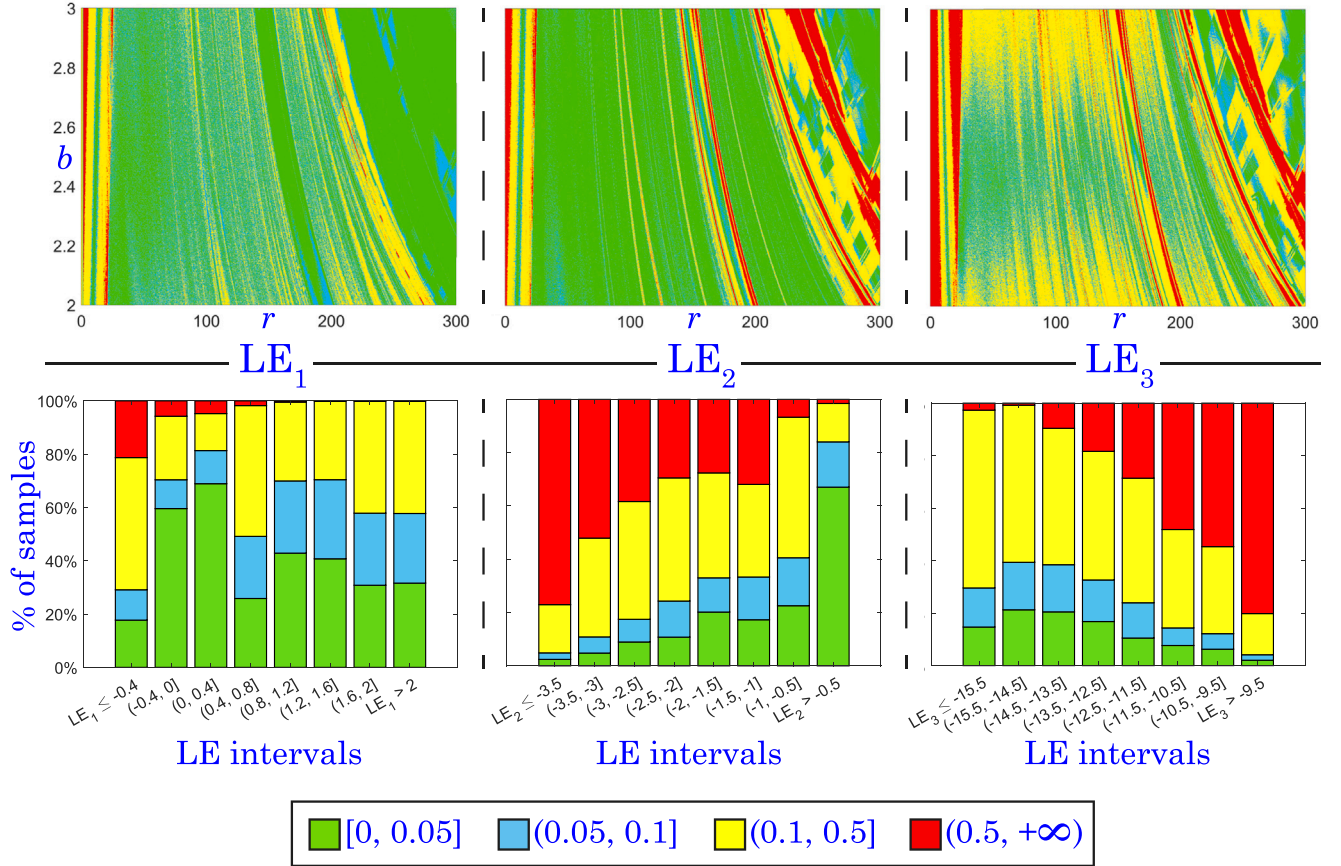 3
2.8
2.6
b
2.4
2.2
2
0 100 r 200 300
0 100 r 200 300
0 100 r 200 300
LE1
LE2
LE3
% of samples
100%
80%
60%
40%
20%
0%
LE1 ≤ -0.4
(-0.4, 0]
(0, 0.4]
(0.4, 0.8]
(0.8, 1.2]
(1.2, 1.6]
(1.6, 2]
LE1 > 2
LE2 ≤ -3.5
(-3.5, -3]
(-3, -2.5]
(-2.5, -2]
(-2, -1.5]
(-1.5, -1]
(-1, -0.5]
LE2 > -0.5
LE3 ≤ -15.5
(-15.5, -14.5]
(-14.5, -13.5]
(-13.5, -12.5]
(-12.5, -11.5]
(-11.5, -10.5]
(-10.5, -9.5]
LE3 > -9.5
LE intervals
LE intervals
LE intervals
[0, 0.05] (0.05, 0.1] (0.1, 0.5] (0.5, +∞)